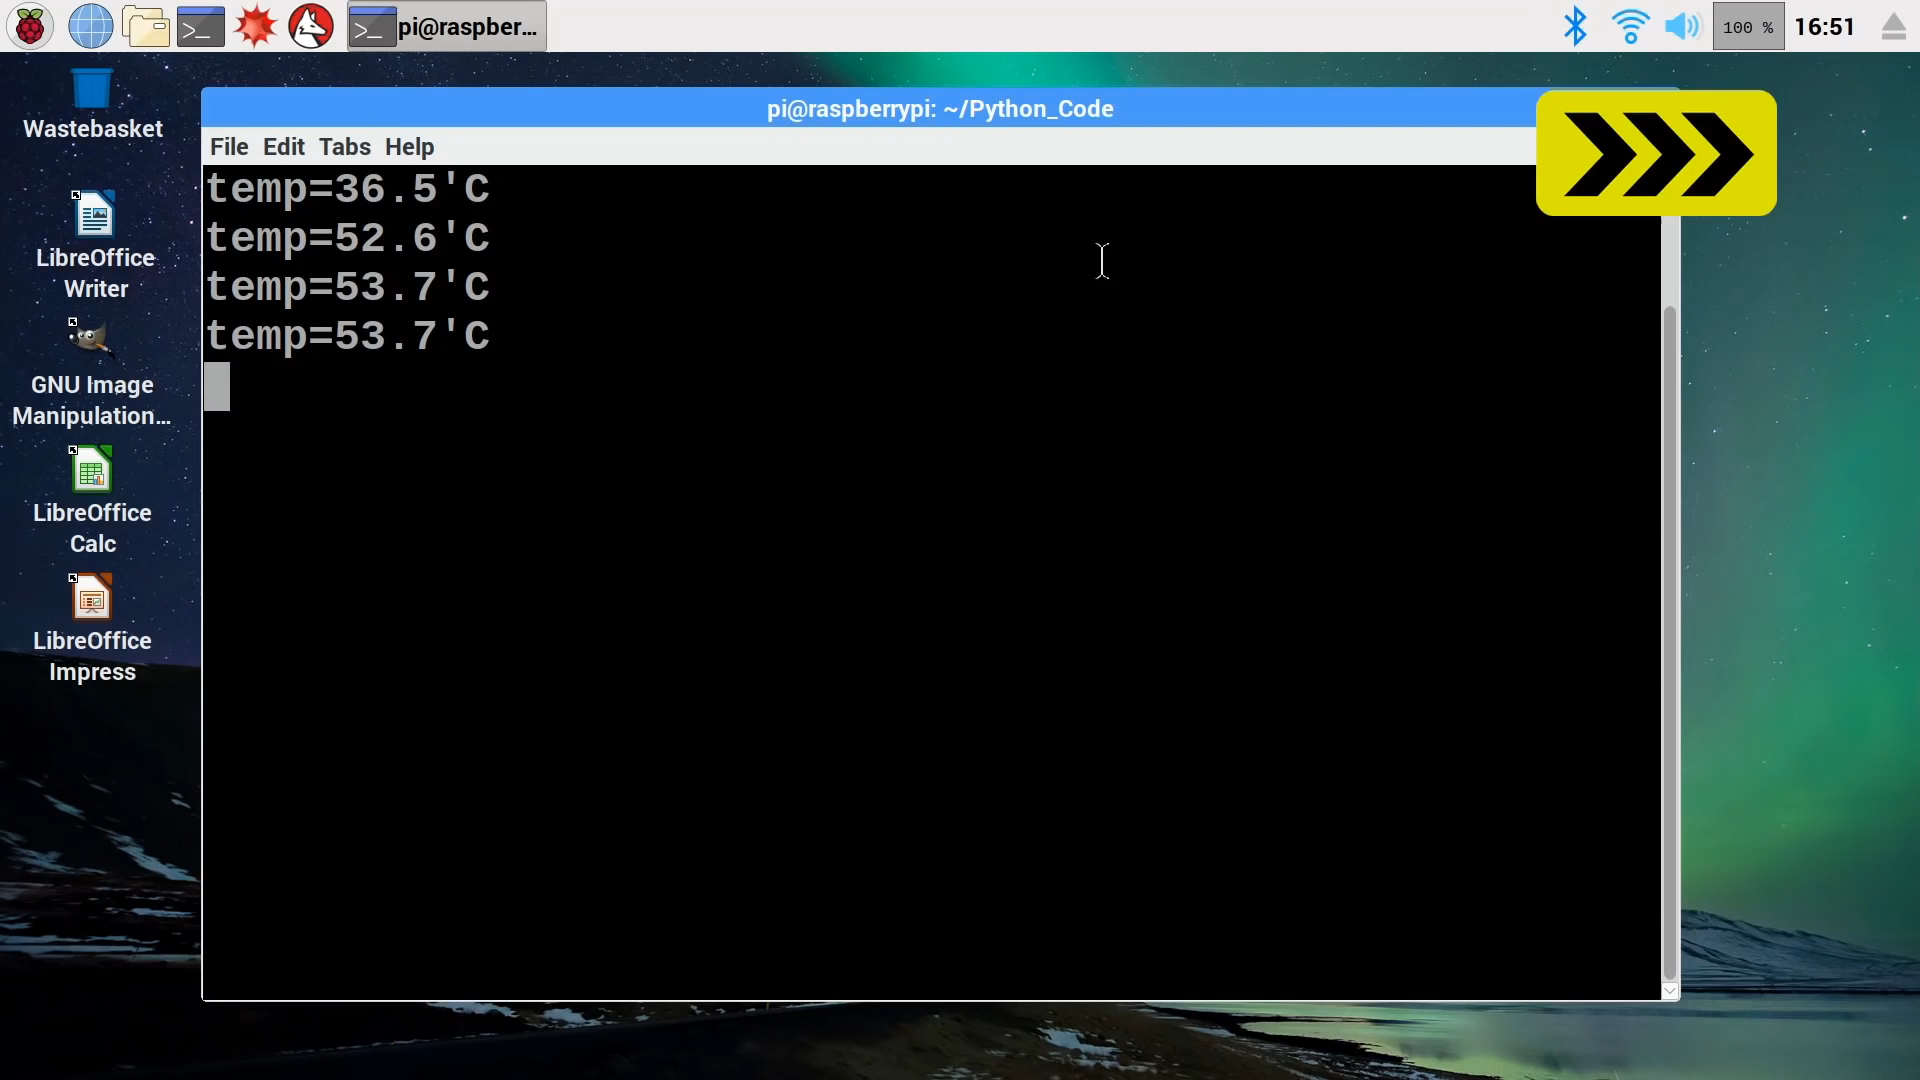 pi@raspber...
100 %
16:51
Wastebasket
LibreOffice
Writer
GNU Image
Manipulation...
LibreOffice
Calc
LibreOffice
Impress
pi@raspberrypi: ~/Python_Code
File Edit Tabs Help
temp=36.5'C
temp=52.6'C
temp=53.7'C
temp=53.7'C